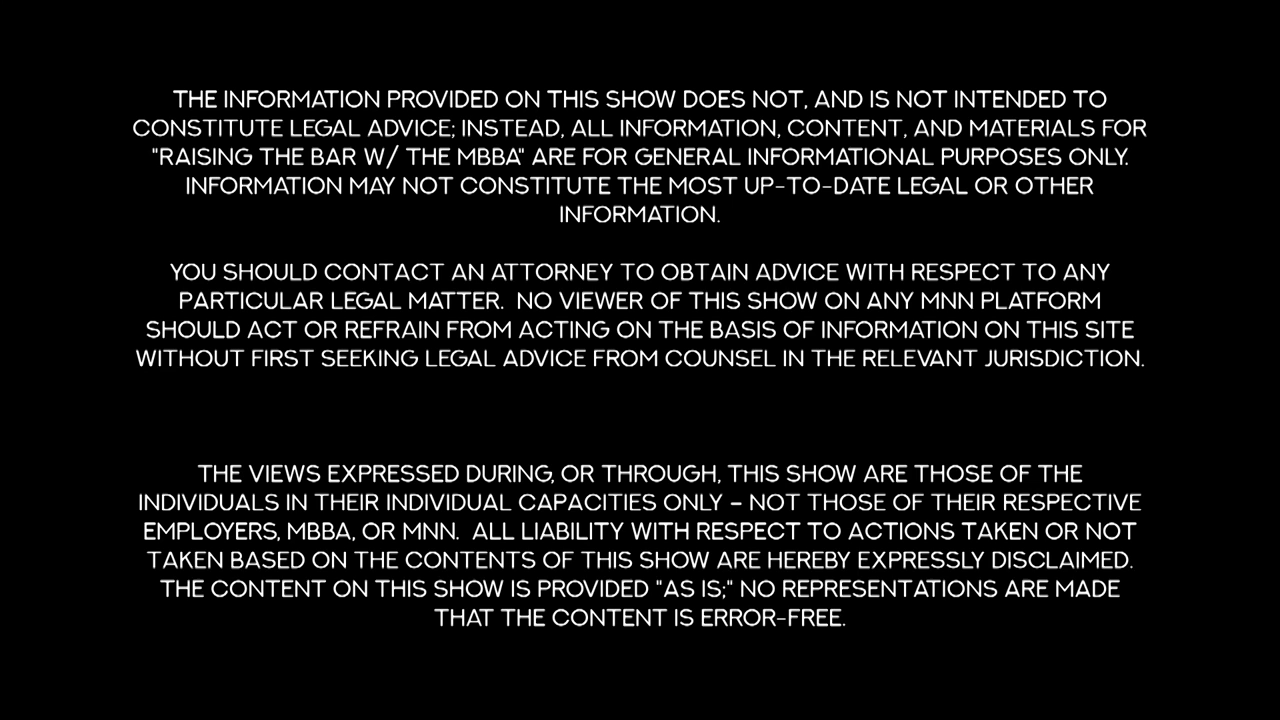 THE INFORMATION PROVIDED ON THIS SHOW DOES NOT, AND IS NOT INTENDED TO
CONSTITUTE LEGAL ADVICE; INSTEAD, ALL INFORMATION, CONTENT, AND MATERIALS FOR
"RAISING THE BAR W/ THE MBBA" ARE FOR GENERAL INFORMATIONAL PURPOSES ONLY.
INFORMATION MAY NOT CONSTITUTE THE MOST UP-TO-DATE LEGAL OR OTHER
INFORMATION.
YOU SHOULD CONTACT AN ATTORNEY TO OBTAIN ADVICE WITH RESPECT TO ANY
PARTICULAR LEGAL MATTER.  NO VIEWER OF THIS SHOW ON ANY MNN PLATFORM
SHOULD ACT OR REFRAIN FROM ACTING ON THE BASIS OF INFORMATION ON THIS SITE
WITHOUT FIRST SEEKING LEGAL ADVICE FROM COUNSEL IN THE RELEVANT JURISDICTION.
THE VIEWS EXPRESSED DURING, OR THROUGH, THIS SHOW ARE THOSE OF THE
INDIVIDUALS IN THEIR INDIVIDUAL CAPACITIES ONLY – NOT THOSE OF THEIR RESPECTIVE
EMPLOYERS, MBBA, OR MNN.  ALL LIABILITY WITH RESPECT TO ACTIONS TAKEN OR NOT
TAKEN BASED ON THE CONTENTS OF THIS SHOW ARE HEREBY EXPRESSLY DISCLAIMED.
THE CONTENT ON THIS SHOW IS PROVIDED "AS IS;" NO REPRESENTATIONS ARE MADE
THAT THE CONTENT IS ERROR-FREE.